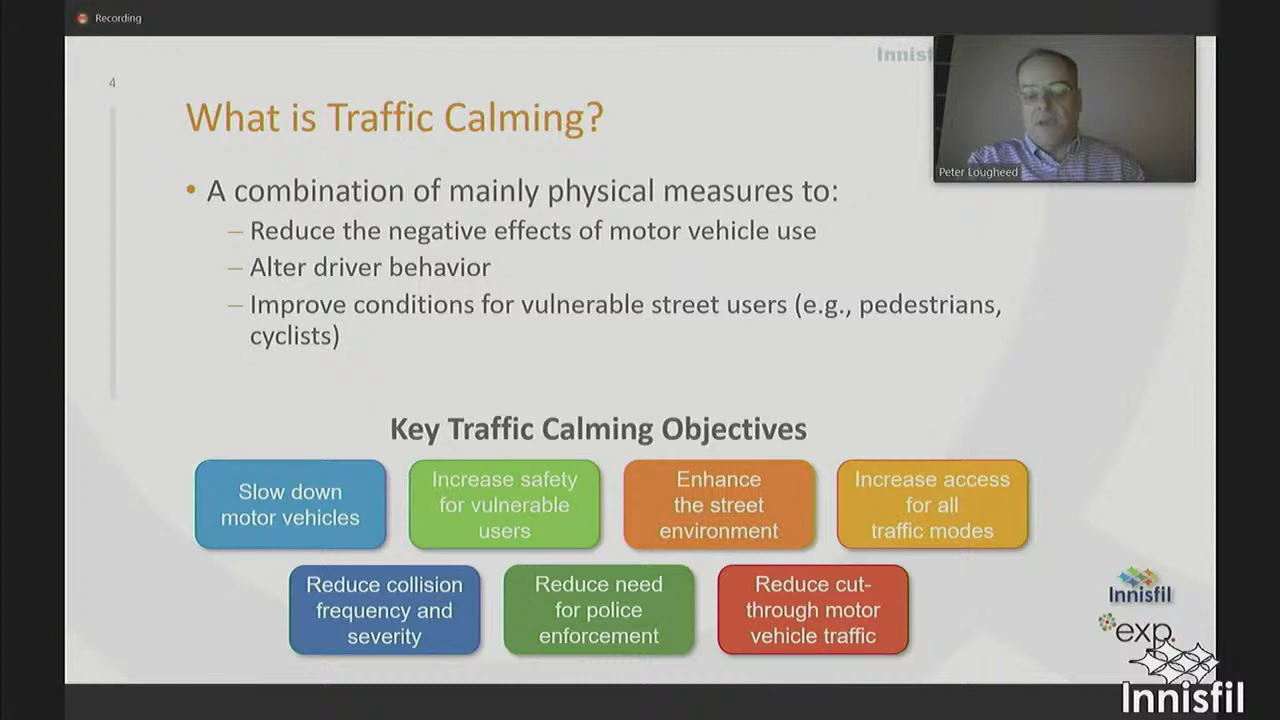 Recording
Innisf
4
What is Traffic Calming?
Peter Lougheed
• A combination of mainly physical measures to:
– Reduce the negative effects of motor vehicle use
– Alter driver behavior
– Improve conditions for vulnerable street users (e.g., pedestrians,
cyclists)
Key Traffic Calming Objectives
Slow down
motor vehicles
Increase safety
for vulnerable
users
Enhance
the street
environment
Increase access
for all
traffic modes
Reduce collision
frequency and
severity
Reduce need
for police
enforcement
Reduce cut-
through motor
vehicle traffic
Innisfil
exp.
Innisfil